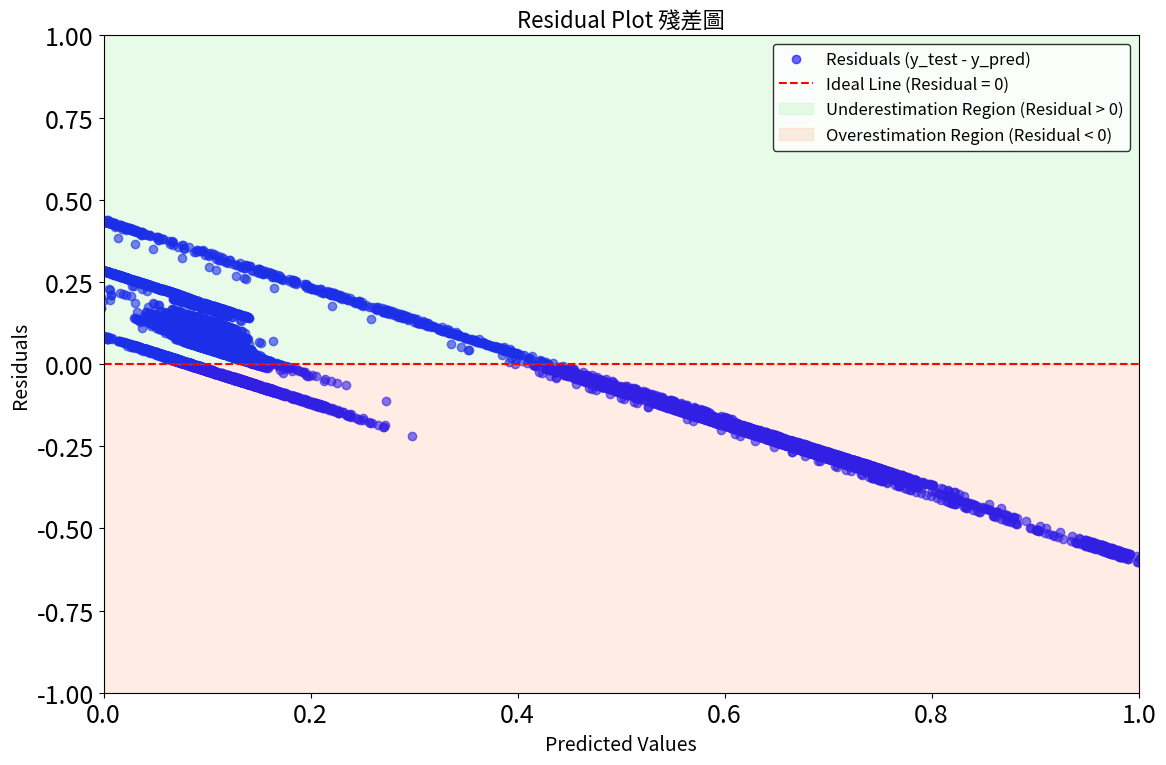 Residual Plot 殘差圖
Residuals (y_test - y_pred)
Ideal Line (Residual = 0)
Underestimation Region (Residual > 0)
Overestimation Region (Residual < 0)
Residuals
1.00
0.75
0.50
0.25
0.00
-0.25
-0.50
-0.75
-1.00
0.0 0.2 0.4 0.6 0.8 1.0
Predicted Values